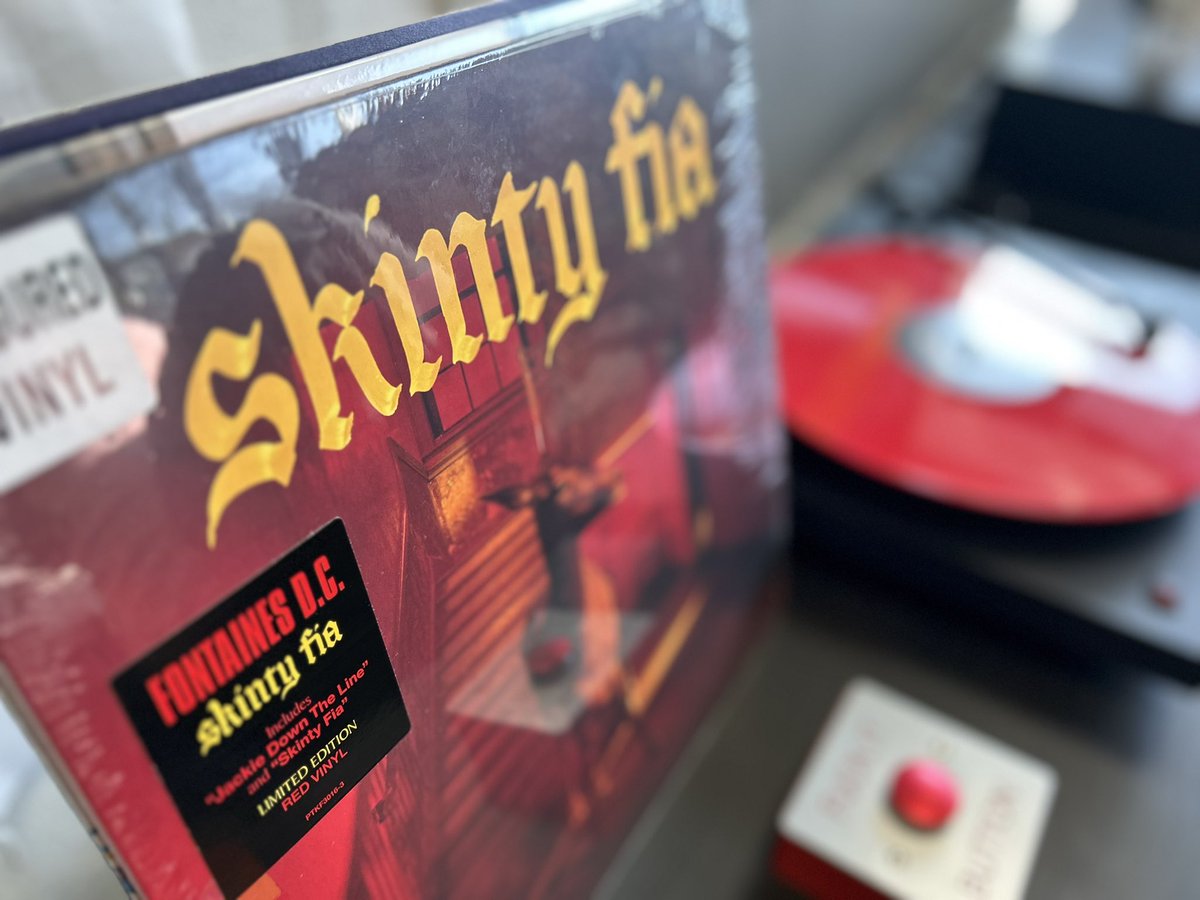 skinty fia
VINYL
FONTAINES D.C.
skinty fia
Includes
"Jackie Down The Line"
and "Skinty Fia"
LIMITED EDITION
RED VINYL
PTKF3016-3
BUTTON